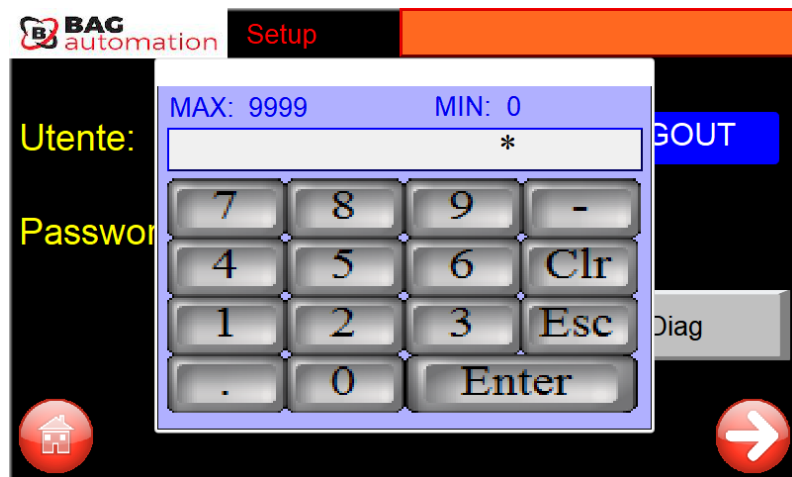 BAG
automation
Setup
MAX: 9999 MIN: 0
Utente:
*
GOUT
7 8 9 -
Passwor
4 5 6 Clr
1 2 3 Esc
Diag
. 0 Enter